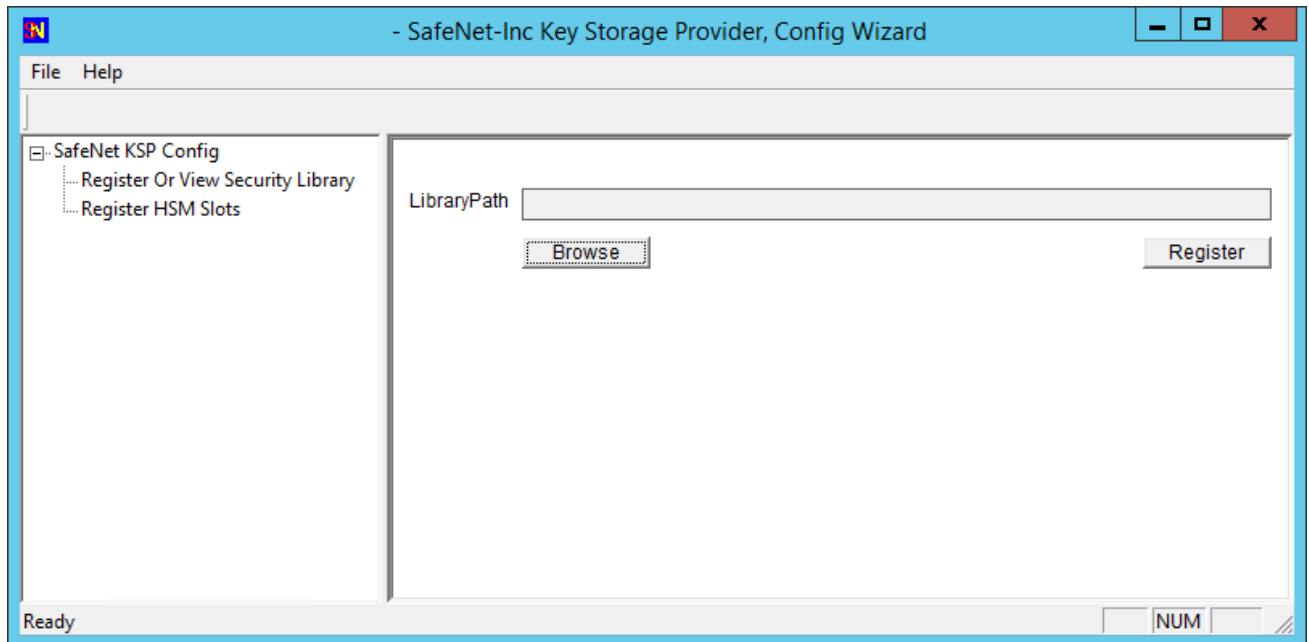 - SafeNet-Inc Key Storage Provider, Config Wizard
File Help
SafeNet KSP Config
Register Or View Security Library
Register HSM Slots
LibraryPath
Browse
Register
Ready
NUM